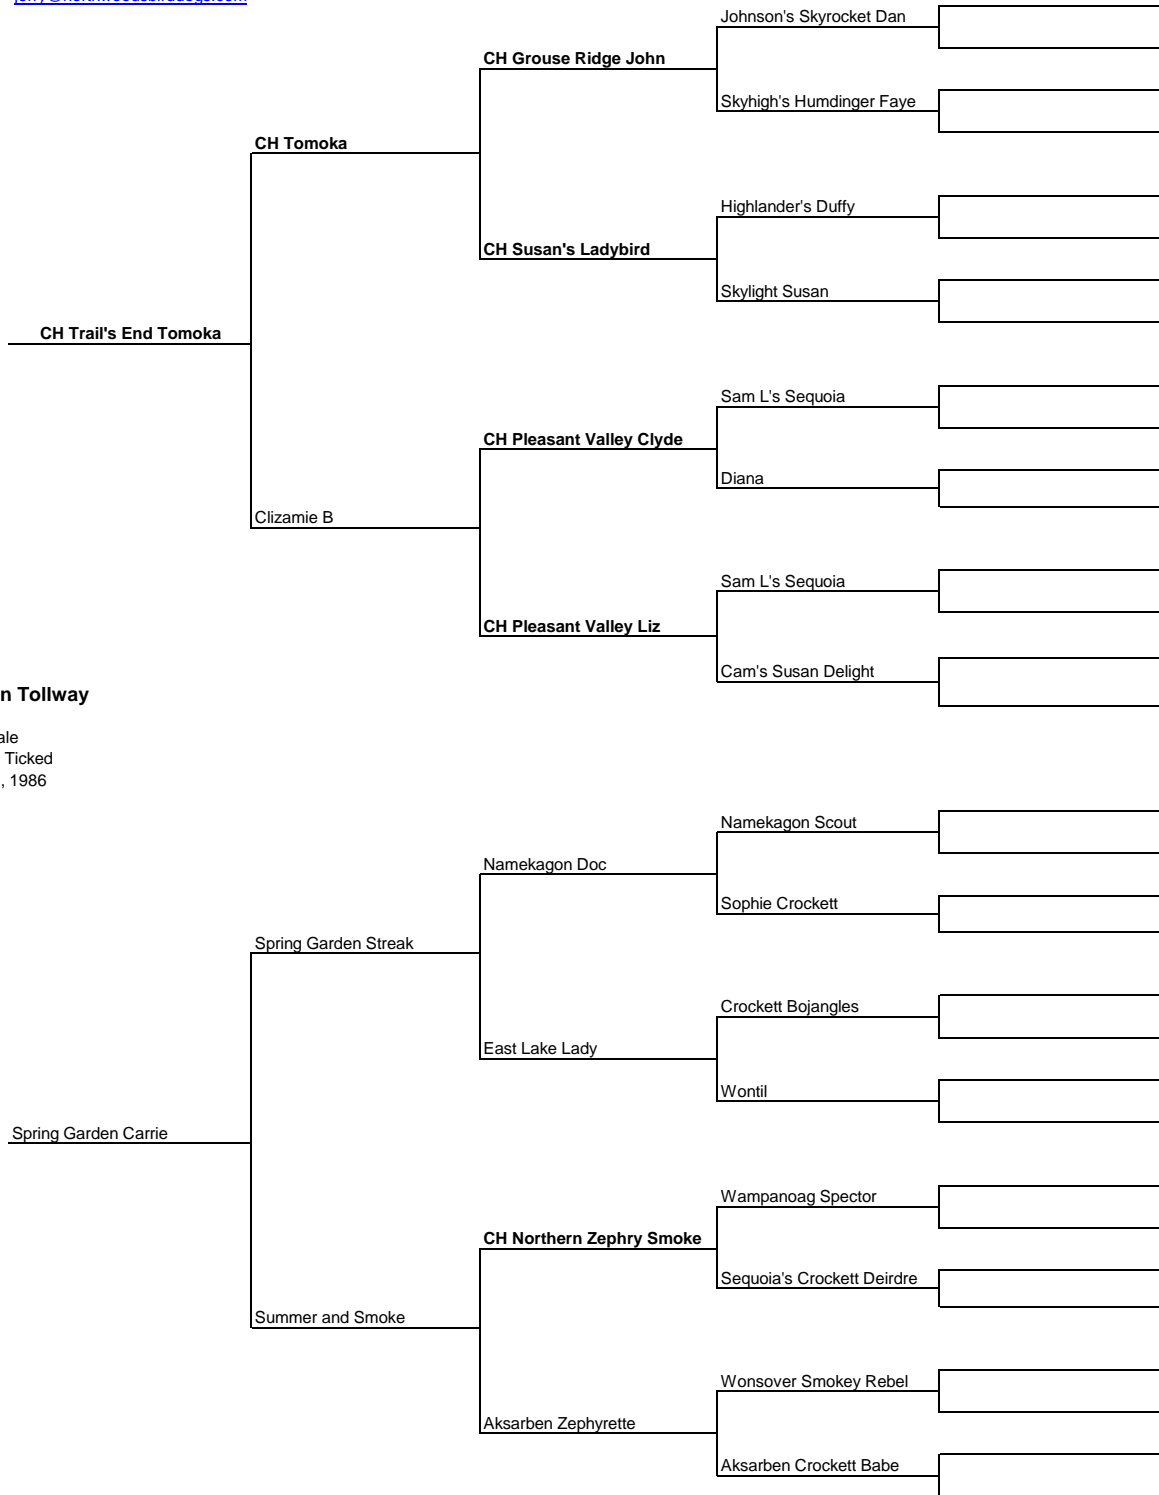 Johnson's Skyrocket Dan
CH Grouse Ridge John
Skyhigh's Humdinger Faye
CH Tomoka
Highlander's Duffy
CH Susan's Ladybird
Skylight Susan
CH Trail's End Tomoka
Sam L's Sequoia
CH Pleasant Valley Clyde
Diana
Clizamie B
Sam L's Sequoia
CH Pleasant Valley Liz
Cam's Susan Delight
n Tollway
ale
Ticked
, 1986
Namekagon Scout
Namekagon Doc
Sophie Crockett
Spring Garden Streak
Crockett Bojangles
East Lake Lady
Wontil
Spring Garden Carrie
Wampanoag Spector
CH Northern Zephry Smoke
Sequoia's Crockett Deirdre
Summer and Smoke
Wonsover Smokey Rebel
Aksarben Zephyrette
Aksarben Crockett Babe